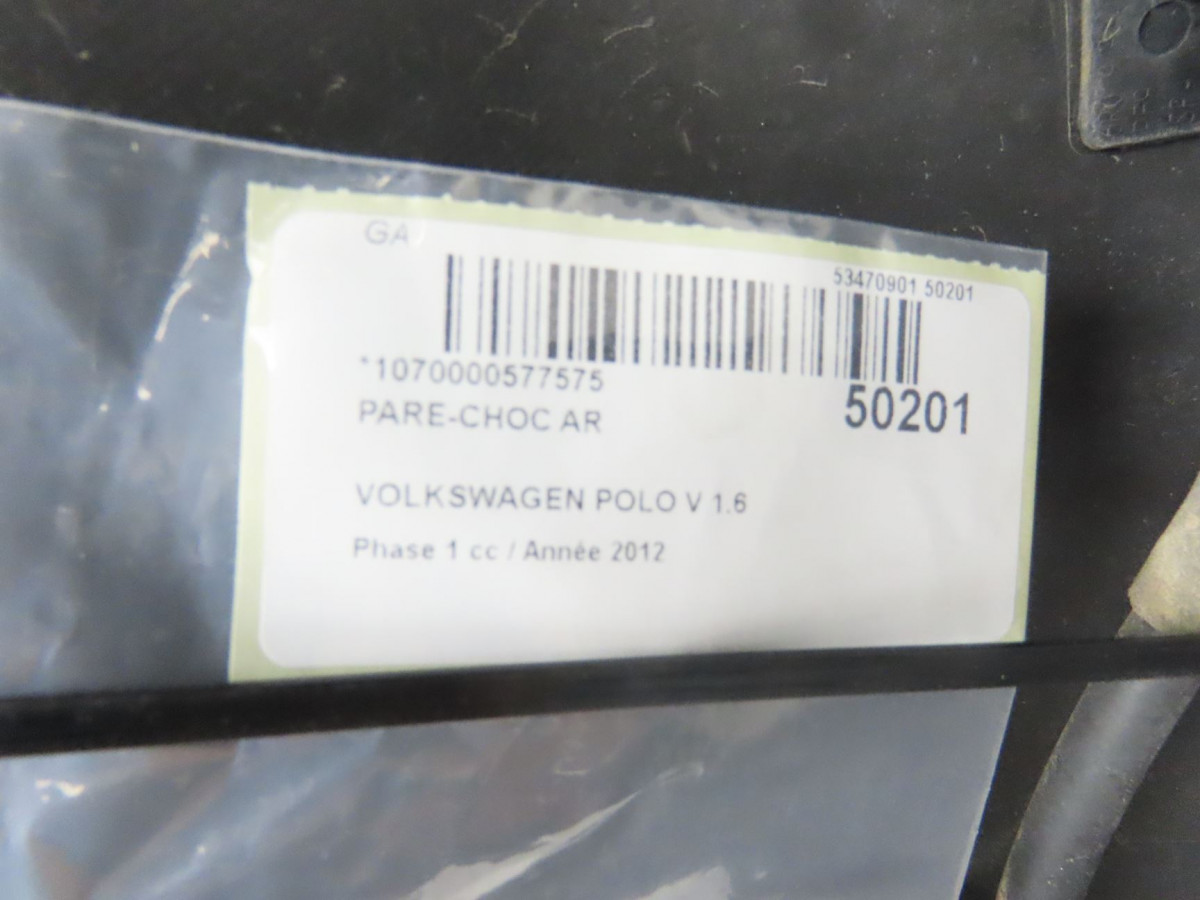 GA
53470901 50201
*1070000577575
50201
PARE-CHOC AR
VOLKSWAGEN POLO V 1.6
Phase 1 cc / Année 2012